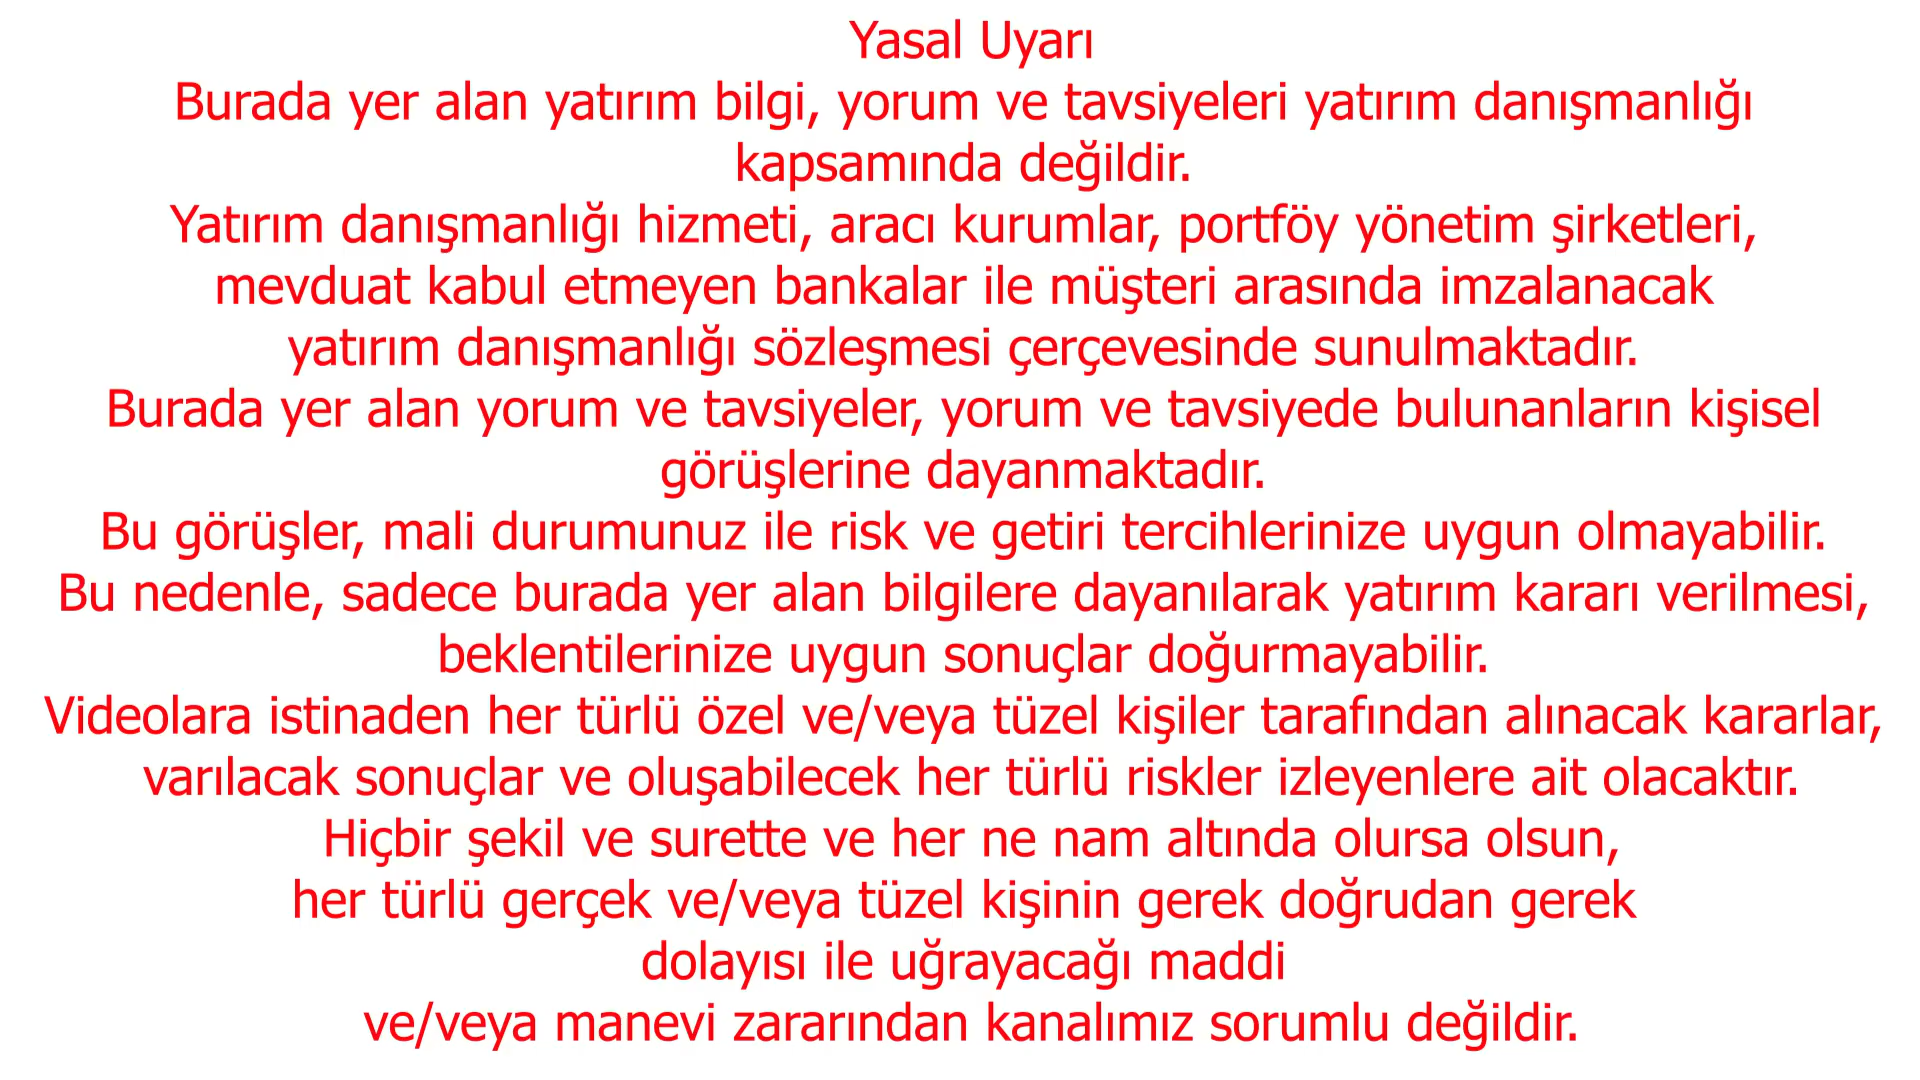 Yasal Uyarı
Burada yer alan yatırım bilgi, yorum ve tavsiyeleri yatırım danışmanlığı
kapsamında değildir.
Yatırım danışmanlığı hizmeti, aracı kurumlar, portföy yönetim şirketleri,
mevduat kabul etmeyen bankalar ile müşteri arasında imzalanacak
yatırım danışmanlığı sözleşmesi çerçevesinde sunulmaktadır.
Burada yer alan yorum ve tavsiyeler, yorum ve tavsiyede bulunanların kişisel
görüşlerine dayanmaktadır.
Bu görüşler, mali durumunuz ile risk ve getiri tercihlerinize uygun olmayabilir.
Bu nedenle, sadece burada yer alan bilgilere dayanılarak yatırım kararı verilmesi,
beklentilerinize uygun sonuçlar doğurmayabilir.
Videolara istinaden her türlü özel ve/veya tüzel kişiler tarafından alınacak kararlar,
varılacak sonuçlar ve oluşabilecek her türlü riskler izleyenlere ait olacaktır.
Hiçbir şekil ve surette ve her ne nam altında olursa olsun,
her türlü gerçek ve/veya tüzel kişinin gerek doğrudan gerek
dolayısı ile uğrayacağı maddi
ve/veya manevi zararından kanalımız sorumlu değildir.